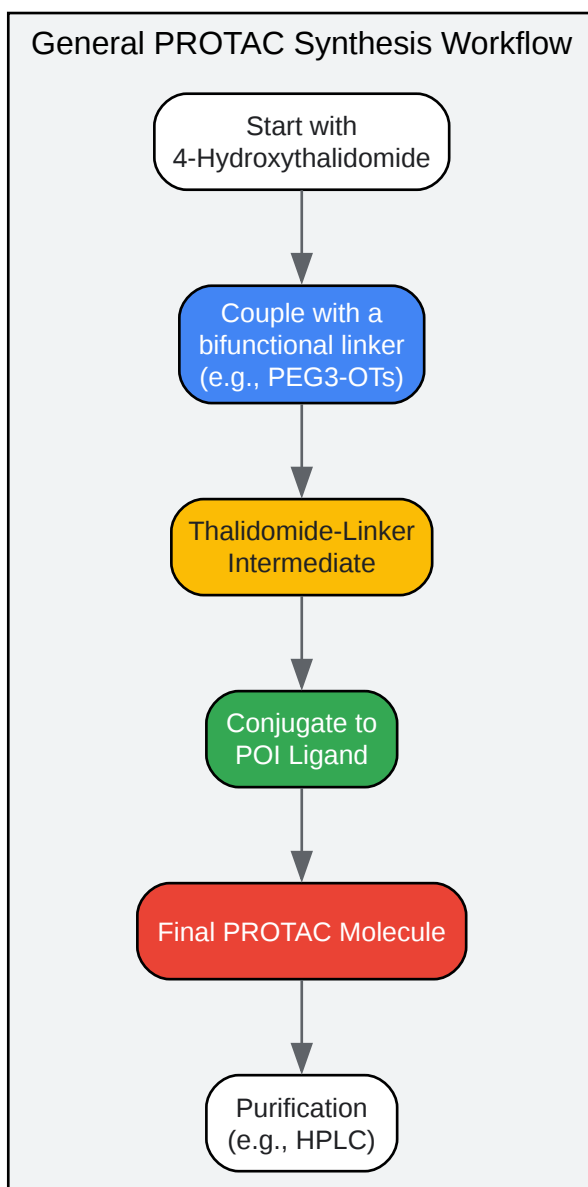 General PROTAC Synthesis Workflow
Start with
4-Hydroxythalidomide
Couple with a
bifunctional linker
(e.g., PEG3-OTs)
Thalidomide-Linker
Intermediate
Conjugate to
POI Ligand
Final PROTAC Molecule
Purification
(e.g., HPLC)